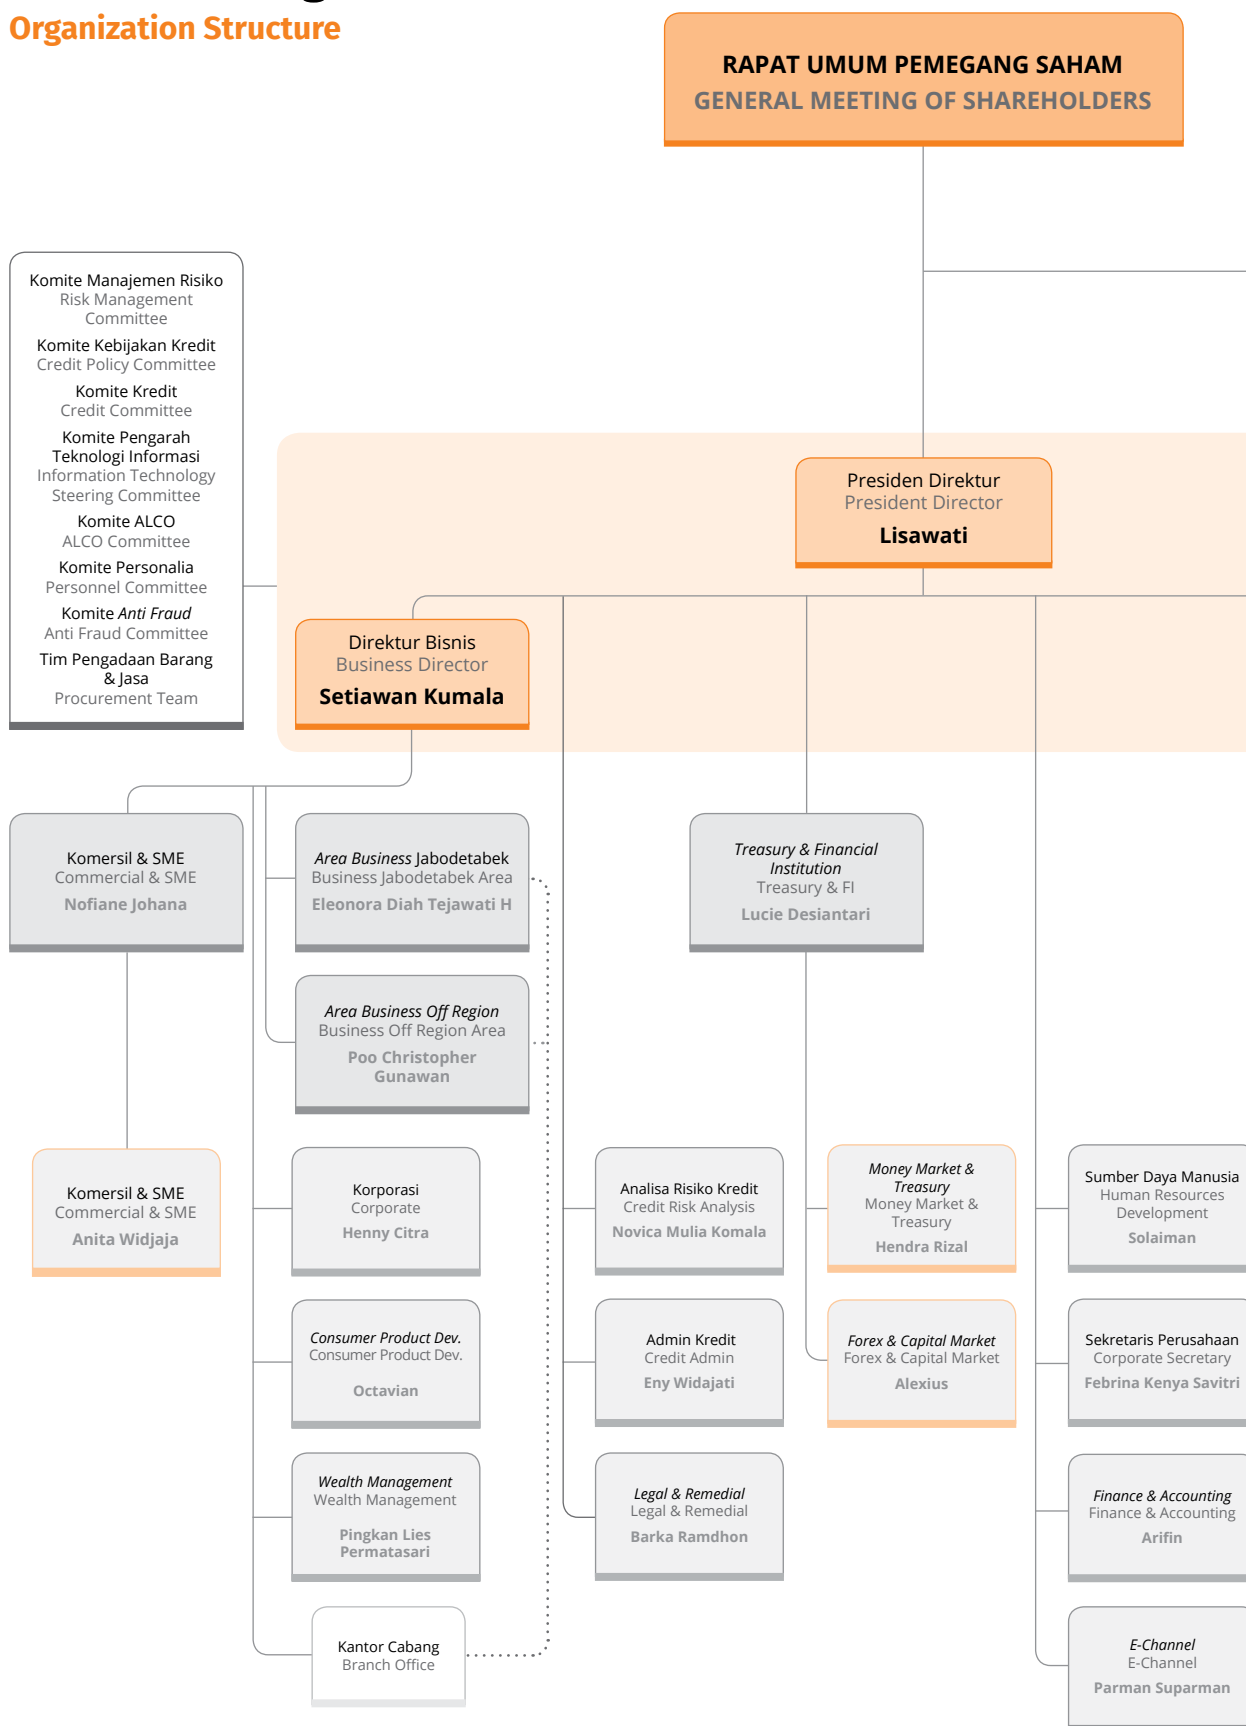 Organization Structure
RAPAT UMUM PEMEGANG SAHAM
GENERAL MEETING OF SHAREHOLDERS
Komite Manajemen Risiko
Risk Management
Committee
Komite Kebijakan Kredit
Credit Policy Committee
Komite Kredit
Credit Committee
Komite Pengarah
Teknologi Informasi
Information Technology
Steering Committee
Komite ALCO
ALCO Committee
Komite Personalia
Personnel Committee
Komite Anti Fraud
Anti Fraud Committee
Tim Pengadaan Barang
& Jasa
Procurement Team
Presiden Direktur
President Director
Lisawati
Direktur Bisnis
Business Director
Setiawan Kumala
Komersil & SME
Commercial & SME
Nofiane Johana
Area Business Jabodetabek
Business Jabodetabek Area
Eleonora Diah Tejawati H
Treasury & Financial
Institution
Treasury & FI
Lucie Desiantari
Area Business Off Region
Business Off Region Area
Poo Christopher
Gunawan
Komersil & SME
Commercial & SME
Anita Widjaja
Korporasi
Corporate
Henny Citra
Analisa Risiko Kredit
Credit Risk Analysis
Novica Mulia Komala
Money Market &
Treasury
Money Market &
Treasury
Hendra Rizal
Sumber Daya Manusia
Human Resources
Development
Solaiman
Consumer Product Dev.
Consumer Product Dev.
Octavian
Admin Kredit
Credit Admin
Eny Widajati
Forex & Capital Market
Forex & Capital Market
Alexius
Sekretaris Perusahaan
Corporate Secretary
Febrina Kenya Savitri
Wealth Management
Wealth Management
Pingkan Lies
Permatasari
Legal & Remedial
Legal & Remedial
Barka Ramdhon
Finance & Accounting
Finance & Accounting
Arifin
Kantor Cabang
Branch Office
E-Channel
E-Channel
Parman Suparman